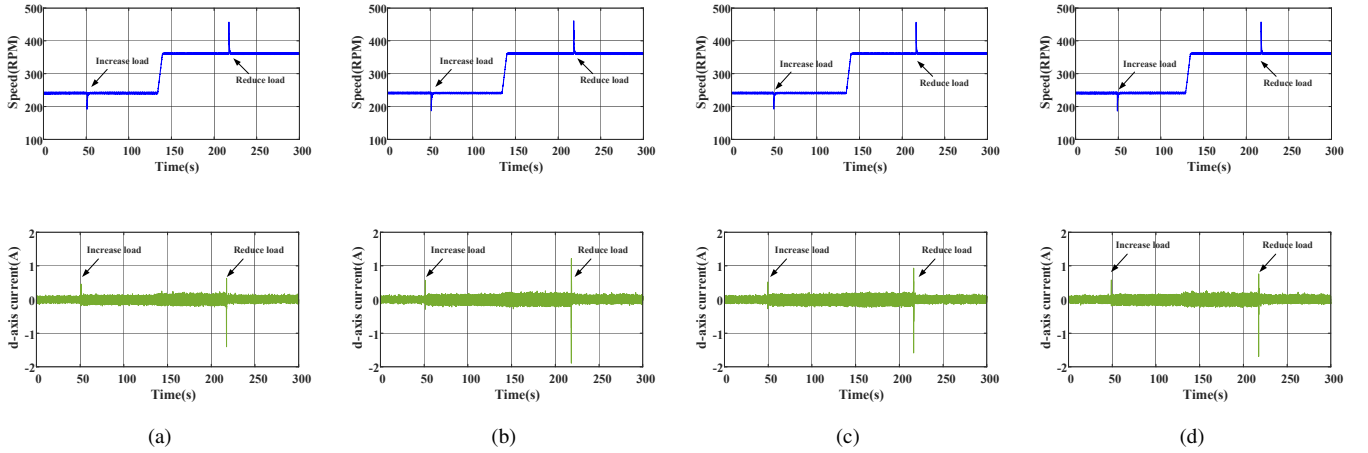 500
400
300
200
100
Speed(RPM)
Increase load
Reduce load
0 50 100 150 200 250 300
Time(s)
500
400
300
200
100
Speed(RPM)
Increase load
Reduce load
0 50 100 150 200 250 300
Time(s)
500
400
300
200
100
Speed(RPM)
Increase load
Reduce load
0 50 100 150 200 250 300
Time(s)
500
400
300
200
100
Speed(RPM)
Increase load
Reduce load
0 50 100 150 200 250 300
Time(s)
2
1
0
-1
-2
d-axis current(A)
Increase load Reduce load
0 50 100 150 200 250 300
Time(s)
2
1
0
-1
-2
d-axis current(A)
Increase load Reduce load
0 50 100 150 200 250 300
Time(s)
2
1
0
-1
-2
d-axis current(A)
Increase load Reduce load
0 50 100 150 200 250 300
Time(s)
2
1
0
-1
-2
d-axis current(A)
Increase load Reduce load
0 50 100 150 200 250 300
Time(s)
(a) (b) (c) (d)